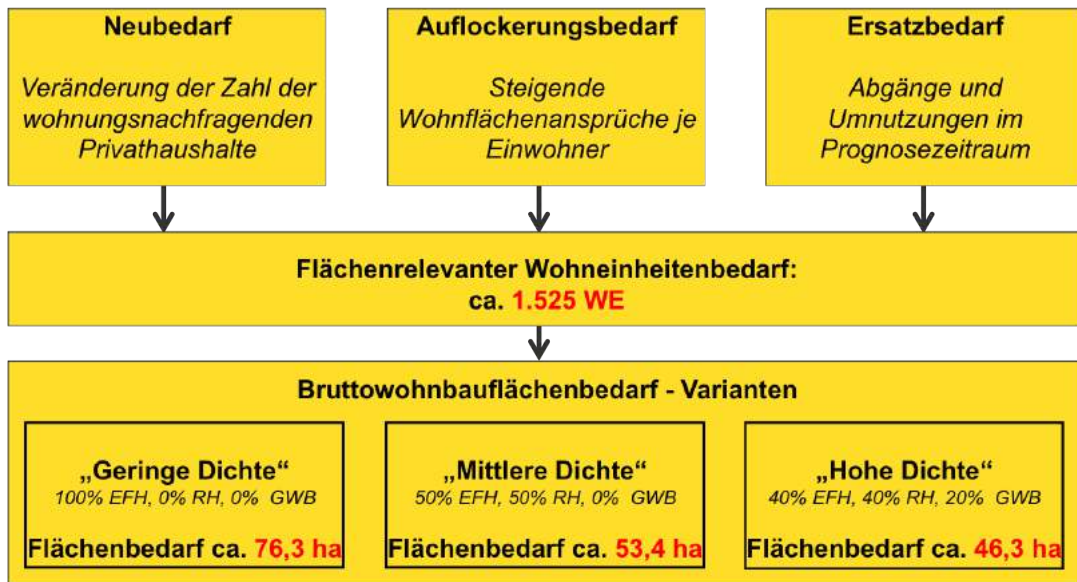 Neubedarf
Veränderung der Zahl der
wohnungsnachfragenden
Privathaushalte
Auflockerungsbedarf
Steigende
Wohnflächenansprüche je
Einwohner
Ersatzbedarf
Abgänge und
Umnutzungen im
Prognosezeitraum
Flächenrelevanter Wohneinheitenbedarf:
ca. 1.525 WE
Bruttowohnbauflächenbedarf - Varianten
„Geringe Dichte“
100% EFH, 0% RH, 0% GWB
Flächenbedarf ca. 76,3 ha
„Mittlere Dichte“
50% EFH, 50% RH, 0% GWB
Flächenbedarf ca. 53,4 ha
„Hohe Dichte“
40% EFH, 40% RH, 20% GWB
Flächenbedarf ca. 46,3 ha